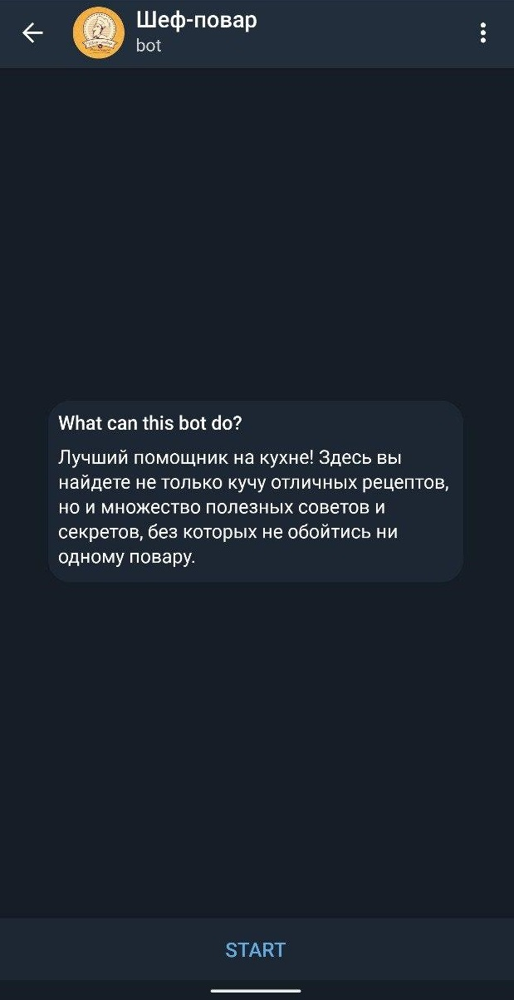 Шеф-повар
bot
What can this bot do?
Лучший помощник на кухне! Здесь вы
найдете не только кучу отличных рецептов,
но и множество полезных советов и
секретов, без которых не обойтись ни
одному повару.
START